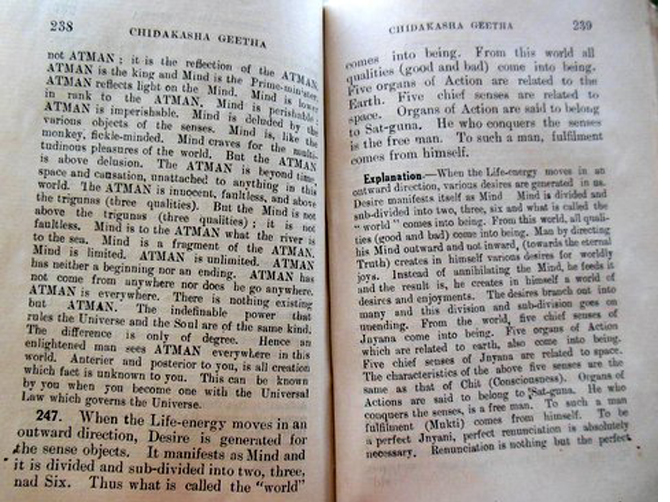 238
CHIDAKASHA GEETHA
not ATMAN ; it is the reflection of the ATMAN.
ATMAN is the king and Mind is the Prime-minister.
ATMAN reflects light on the Mind. Mind is lower
in rank to the ATMAN. Mind is perishable ;
ATMAN is imperishable. Mind is deluded by the
various objects of the senses. Mind is, like the
monkey, fickle-minded. Mind craves for the multi-
tudinous pleasures of the world. But the ATMAN
is above delusion. The ATMAN is beyond time,
space and causation, unattached to anything in this
world. The ATMAN is innocent, faultless, and above
the trigunas (three qualities). But the Mind is not
above the trigunas (three qualities) ; it is not
faultless. Mind is to the ATMAN what the river is
to the sea. Mind is a fragment of the ATMAN.
Mind is limited. ATMAN is unlimited. ATMAN
has neither a beginning nor an ending. ATMAN has
not come from anywhere nor does he go anywhere.
ATMAN is everywhere. There is nothing existing
but ATMAN. The indefinable power that
rules the Universe and the Soul are of the same kind.
The difference is only of degree. Hence an
enlightened man sees ATMAN everywhere in this
world. Anterior and posterior to you, is all creation
which fact is unknown to you. This can be known
by you when you become one with the Universal
Law which governs the Universe.
247. When the Life-energy moves in an
outward direction, Desire is generated for
the sense objects. It manifests as Mind and
it is divided and sub-divided into two, three,
nad Six. Thus what is called the "world"
CHIDAKASHA GEETHA
239
comes into being. From this world all
qualities (good and bad) come into being.
Five organs of Action are related to the
Earth. Five chief senses are related to
space. Organs of Action are said to belong
to Sat-guna. He who conquers the senses
is the free man. To such a man, fulfilment
comes from himself.
Explanation.—When the Life-energy moves in an
outward direction, various desires are generated in us.
Desire manifests itself as Mind Mind is divided and
sub-divided into two, three, six and what is called the
" world " comes into being. From this world, all quali-
ties (good and bad) come into being. Man by directing
his Mind outward and not inward, (towards the eternal
Truth) creates in himself various desires for worldly
joys. Instead of annihilating the Mind, he feeds it
and the result is, he creates in himself a world of
desires and enjoyments. The desires branch out into
many and this division and sub-division goes on
unending. From the world, five chief senses of
Jnyana come into being. Five organs of Action
which are related to earth, also come into being.
Five chief senses of Jnyana are related to space.
The characteristics of the above five senses are the
same as that of Chit (Consciousness). Organs of
Actions are said to belong to Sat-guna. He who
conquers the senses, is a free man. To such a man
fulfilment (Mukti) comes from himself. To be
a perfect Jnyani, perfect renunciation is absolutely
necessary. Renunciation is nothing but the perfect